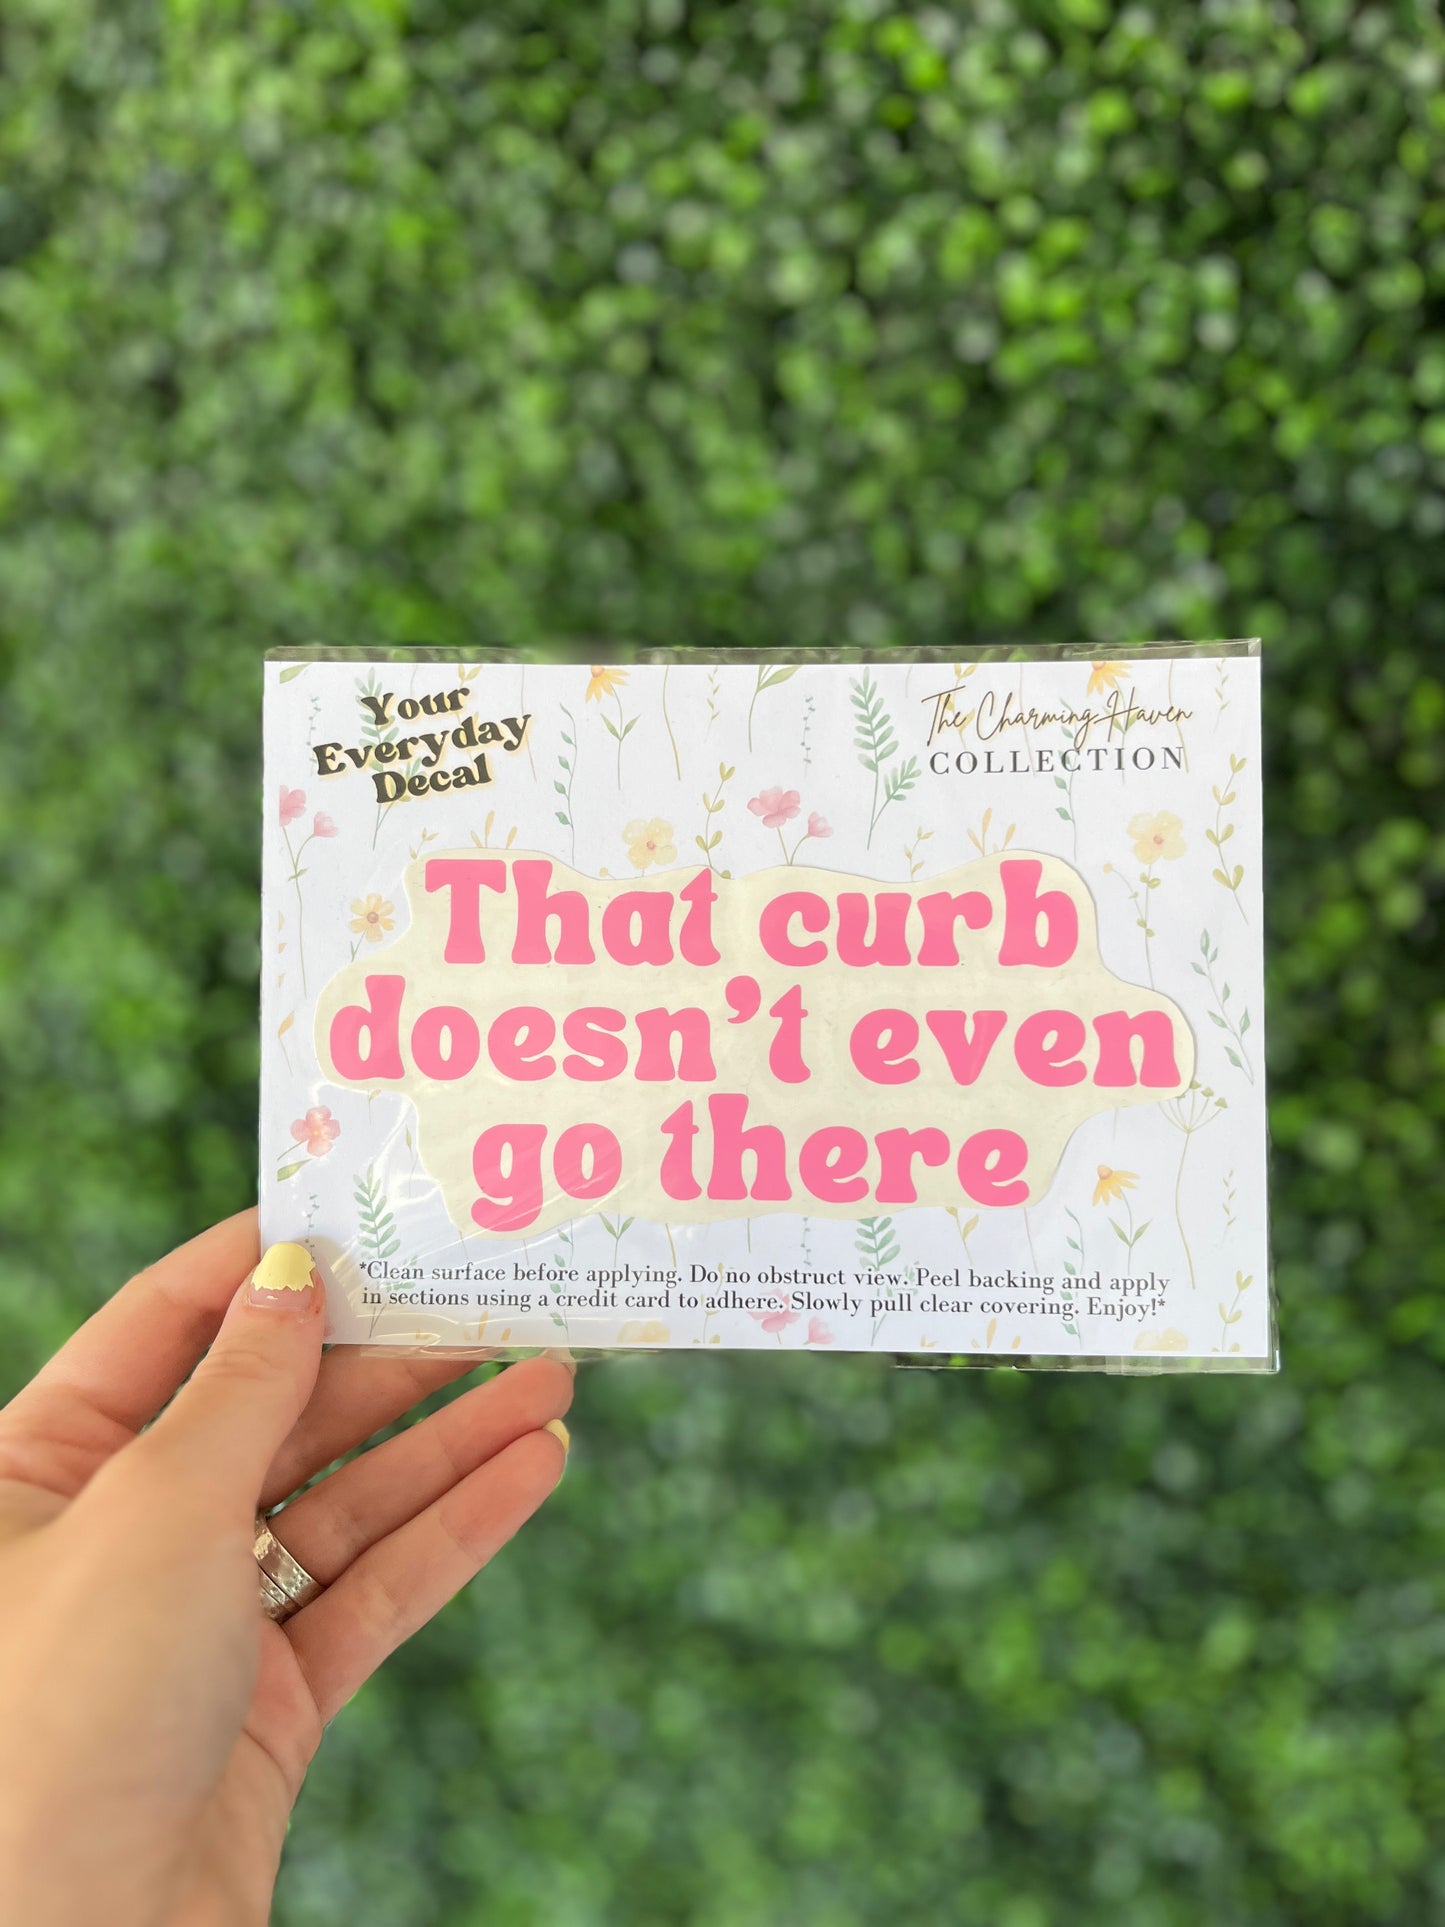 Your
Everyday
Decal
The Charming Haven
COLLECTION
That curb
doesn't even
go there
*Clean surface before applying. Do no obstruct view. Peel backing and apply
in sections using a credit card to adhere. Slowly pull clear covering. Enjoy!*